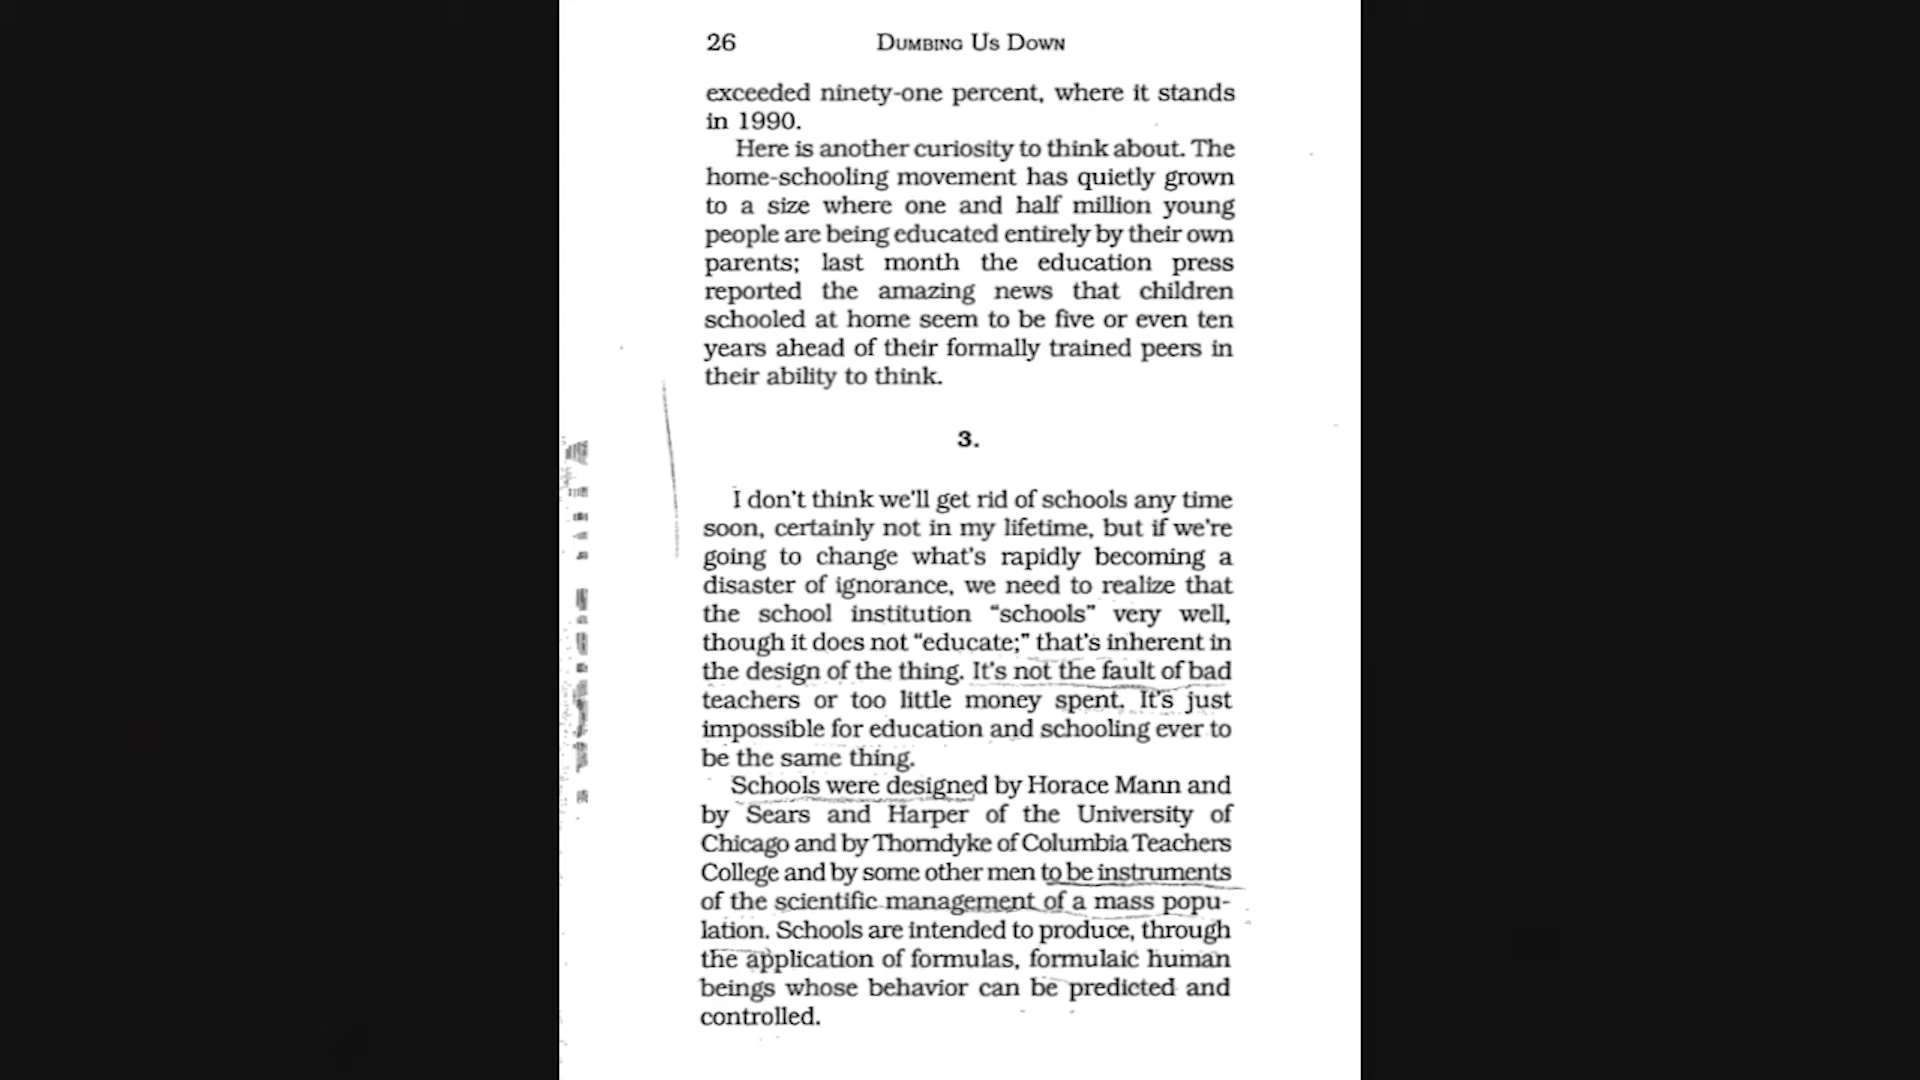 26 Dumbing Us Down
exceeded ninety-one percent, where it stands
in 1990.
Here is another curiosity to think about. The
home-schooling movement has quietly grown
to a size where one and half million young
people are being educated entirely by their own
parents; last month the education press
reported the amazing news that children
schooled at home seem to be five or even ten
years ahead of their formally trained peers in
their ability to think.
3.
I don't think we'll get rid of schools any time
soon, certainly not in my lifetime, but if we're
going to change what's rapidly becoming a
disaster of ignorance, we need to realize that
the school institution "schools" very well,
though it does not "educate;" that's inherent in
the design of the thing. It's not the fault of bad
teachers or too little money spent. It's just
impossible for education and schooling ever to
be the same thing.
Schools were designed by Horace Mann and
by Sears and Harper of the University of
Chicago and by Thorndyke of Columbia Teachers
College and by some other men to be instruments
of the scientific management of a mass popu-
lation. Schools are intended to produce, through
the application of formulas, formulaic human
beings whose behavior can be predicted and
controlled.